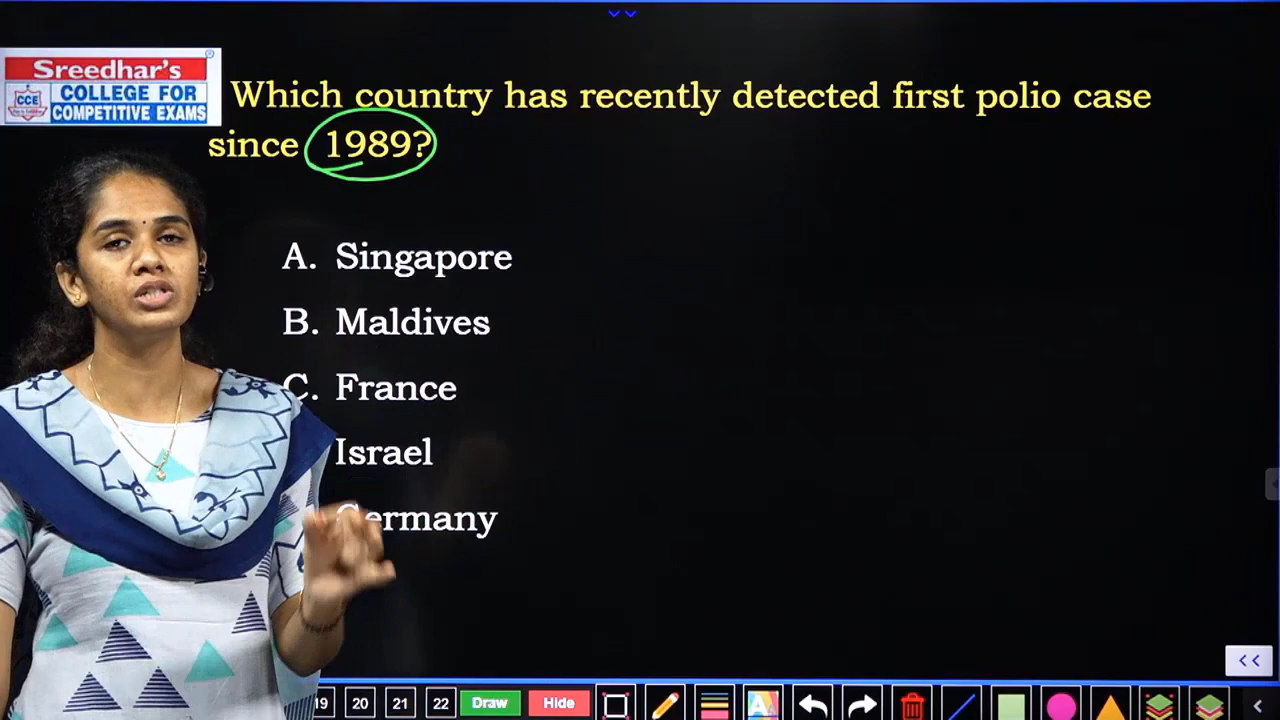 Sreedhar's
CCE
COLLEGE FOR
COMPETITIVE EXAMS
Which country has recently detected first polio case
since 1989?
A. Singapore
B. Maldives
C. France
Israel
Germany
<<
19 20 21 22 Draw Hide